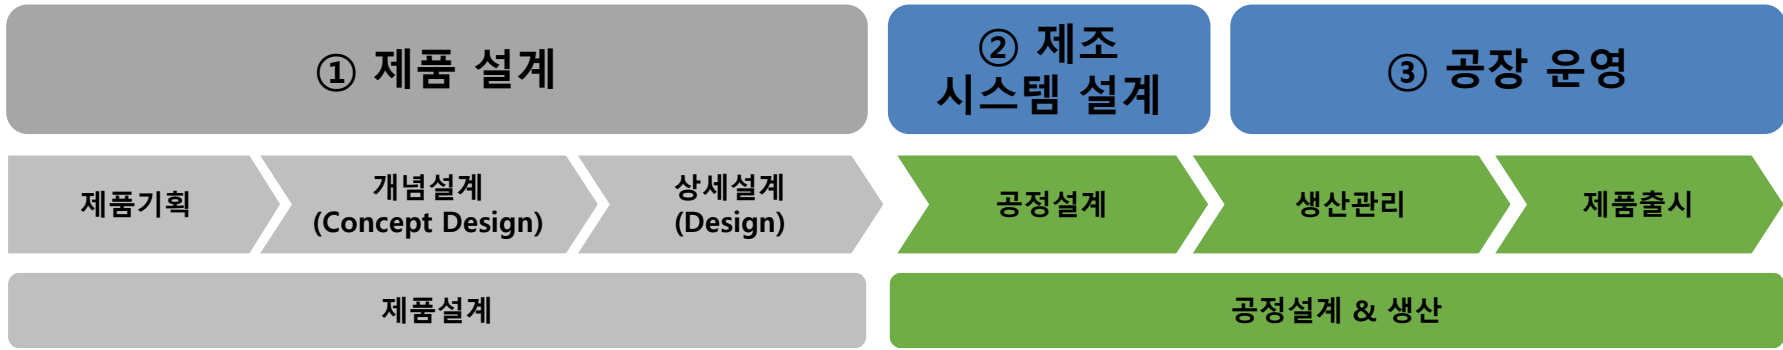 ① 제품 설계
② 제조
시스템 설계
③ 공장 운영
제품기획
개념설계
(Concept Design)
상세설계
(Design)
공정설계
생산관리
제품출시
제품설계
공정설계 & 생산